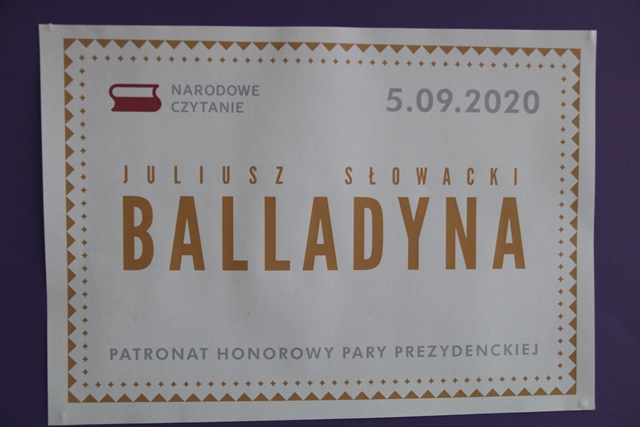 NARODOWE
CZYTANIE
5.09.2020
JULIUSZ SŁOWACKI
BALLADYNA
PATRONAT HONOROWY PARY PREZYDENCKIEJ